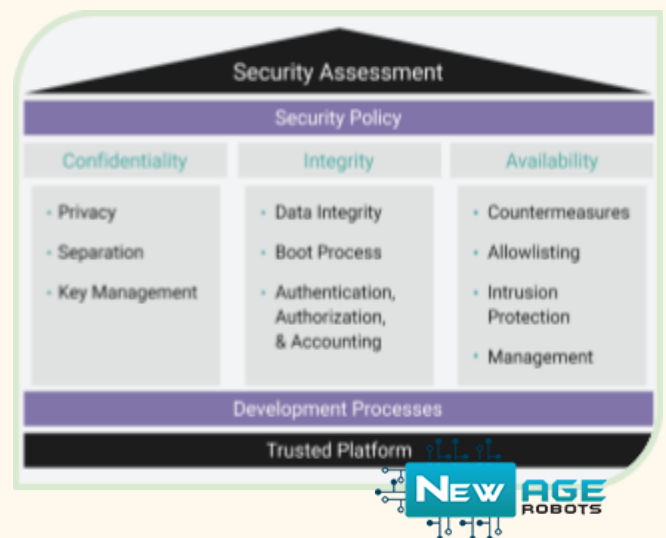 Security Assessment
Security Policy
Confidentiality
Integrity
Availability
• Privacy
• Separation
• Key Management
• Data Integrity
• Boot Process
• Authentication,
Authorization,
& Accounting
• Countermeasures
• Allowlisting
• Intrusion
Protection
• Management
Development Processes
Trusted Platform
NEW AGE
ROBOTS